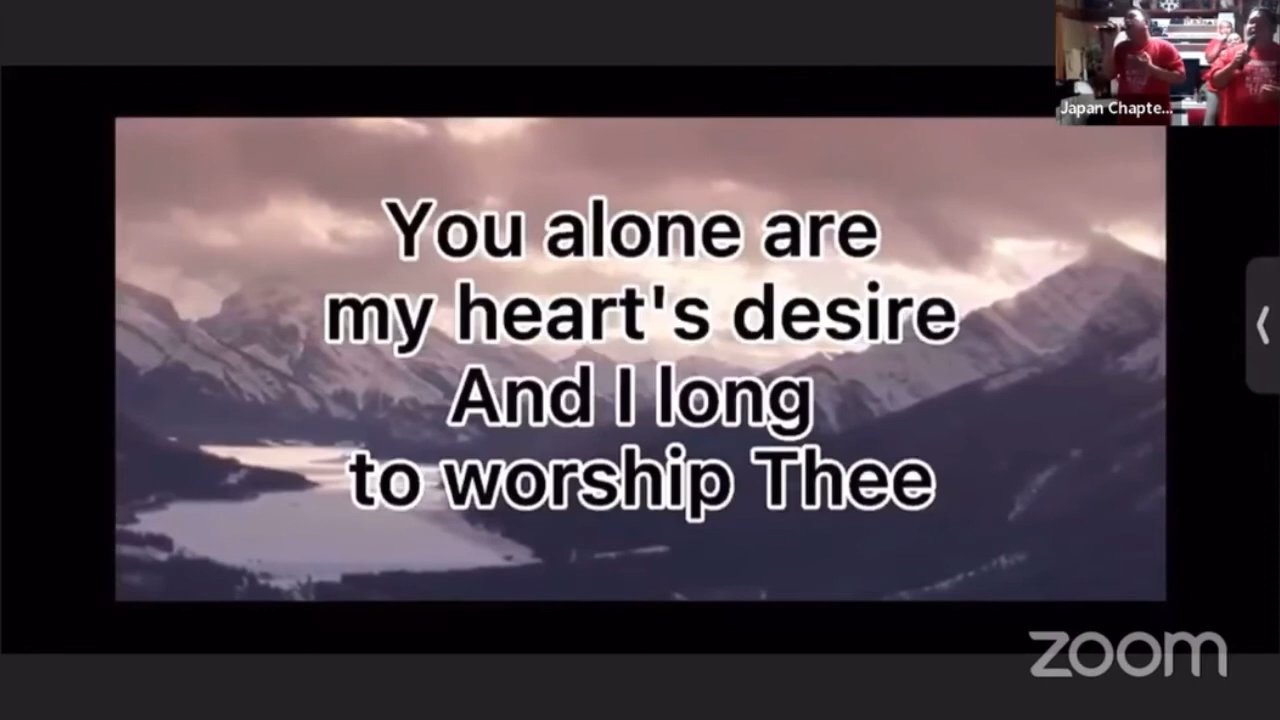 Japan Chapte...
You alone are
my heart's desire
And I long
to worship Thee
zoom